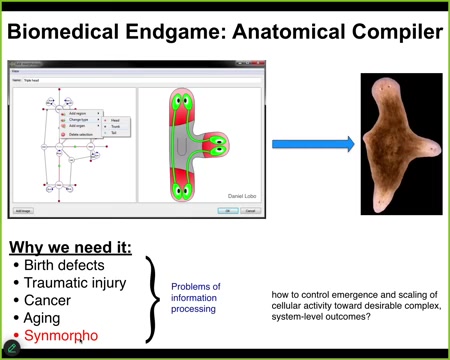 Biomedical Endgame: Anatomical Compiler
Name: Triple head
Add region
Change type
Add organ
Delete selection
Head
Trunk
Tail
Daniel Lobo
Add Image
OK
Cancel
Why we need it:
• Birth defects
• Traumatic injury
• Cancer
• Aging
• Synmorpho
Problems of
information
processing
how to control emergence and scaling of
cellular activity toward desirable complex,
system-level outcomes?